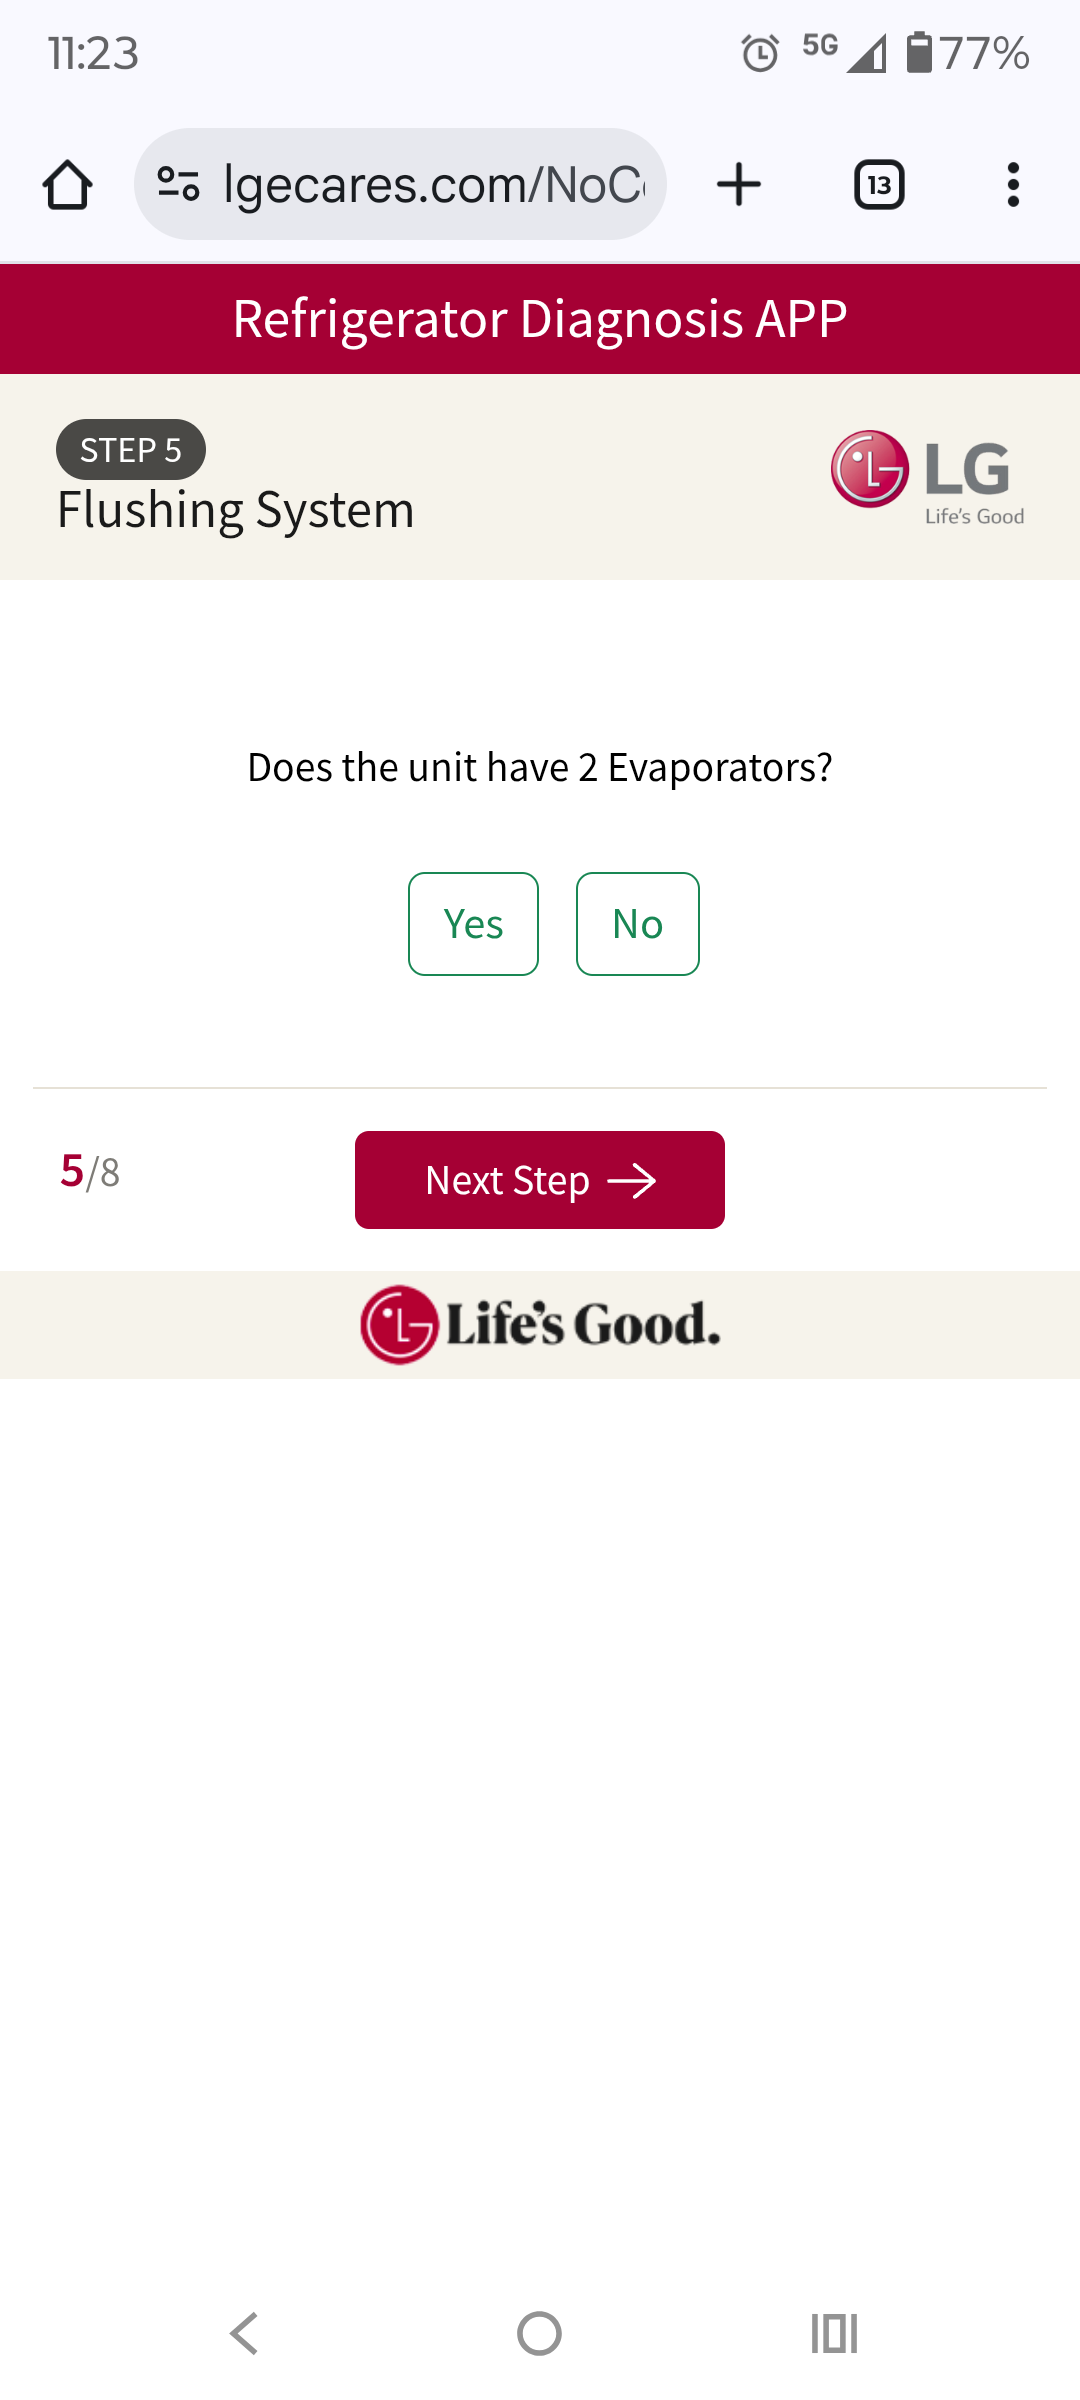 11:23 5G 77%
lgecares.com/NoC 13
Refrigerator Diagnosis APP
STEP 5
Flushing System
LG
Life's Good
Does the unit have 2 Evaporators?
Yes No
5/8 Next Step
Life's Good.